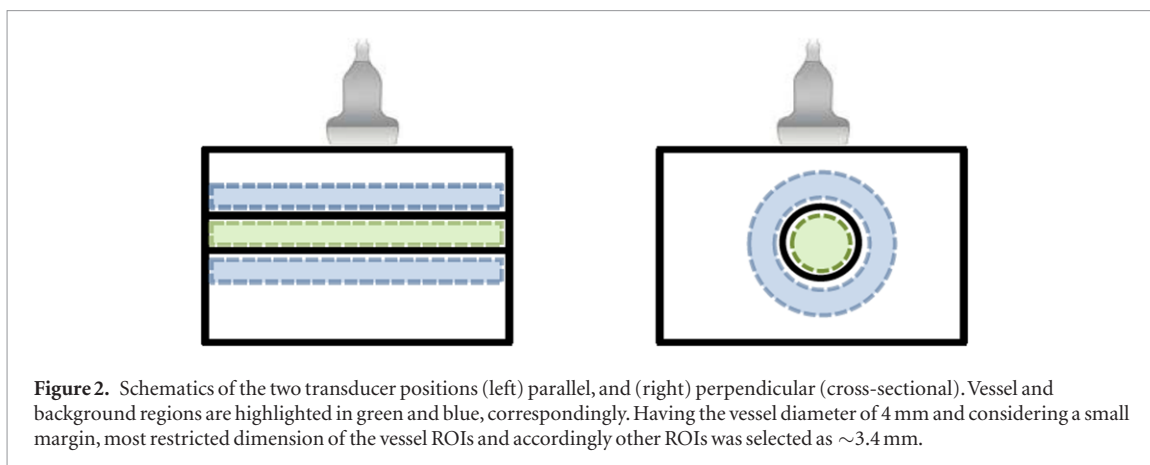 Figure 2. Schematics of the two transducer positions (left) parallel, and (right) perpendicular (cross-sectional). Vessel and
background regions are highlighted in green and blue, correspondingly. Having the vessel diameter of 4 mm and considering a small
margin, most restricted dimension of the vessel ROIs and accordingly other ROIs was selected as ∼3.4 mm.